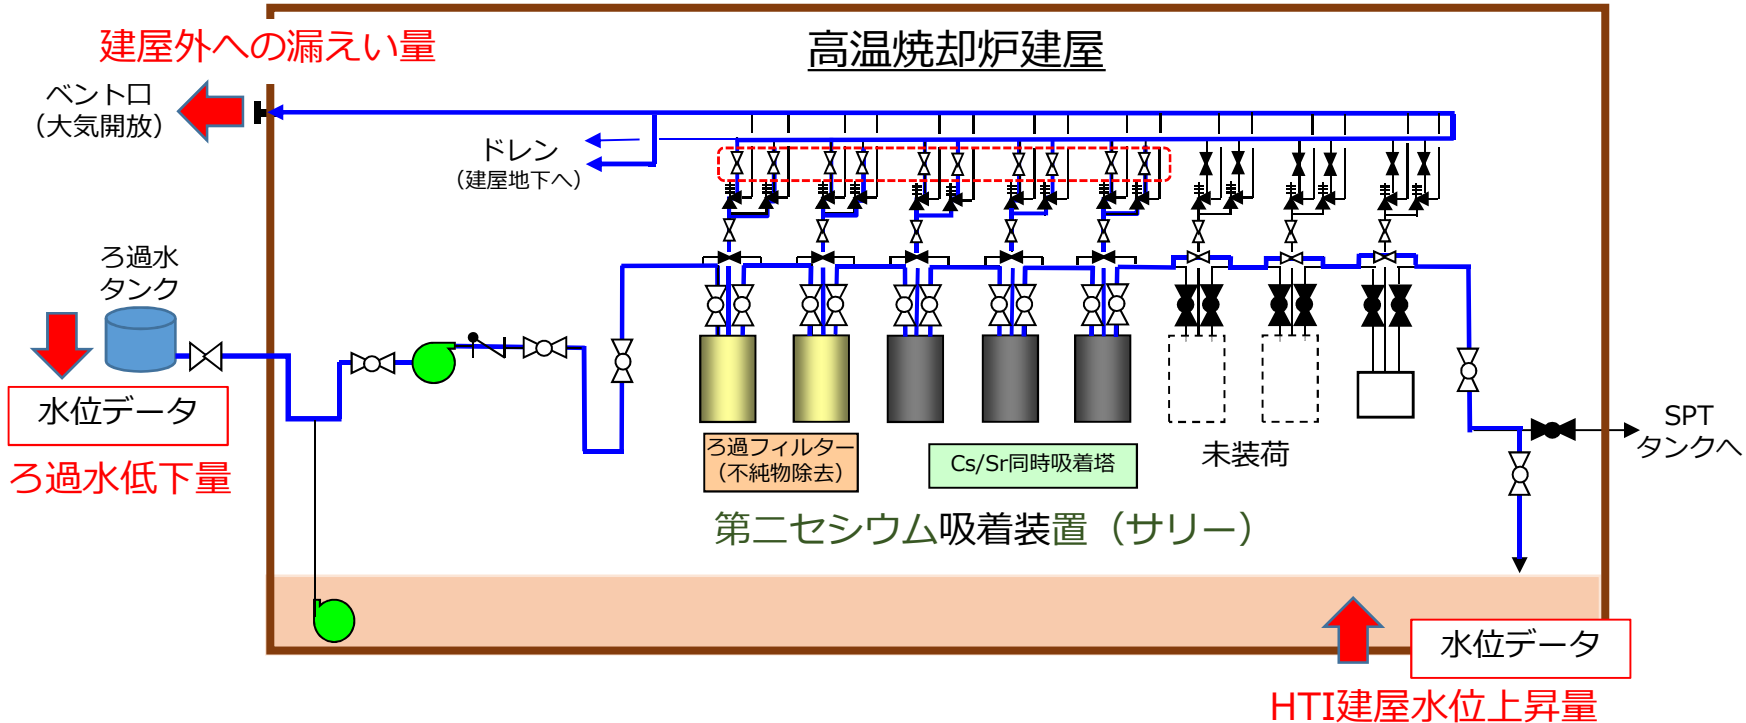 建屋外への漏えい量
高温焼却炉建屋
ベント口
（大気開放）
ドレン
（建屋地下へ）
ろ過水
タンク
水位データ
ろ過水低下量
ろ過フィルター
（不純物除去）
Cs/Sr同時吸着塔
未装荷
SPT
タンクへ
第二セシウム吸着装置（サリー）
水位データ
HTI建屋水位上昇量